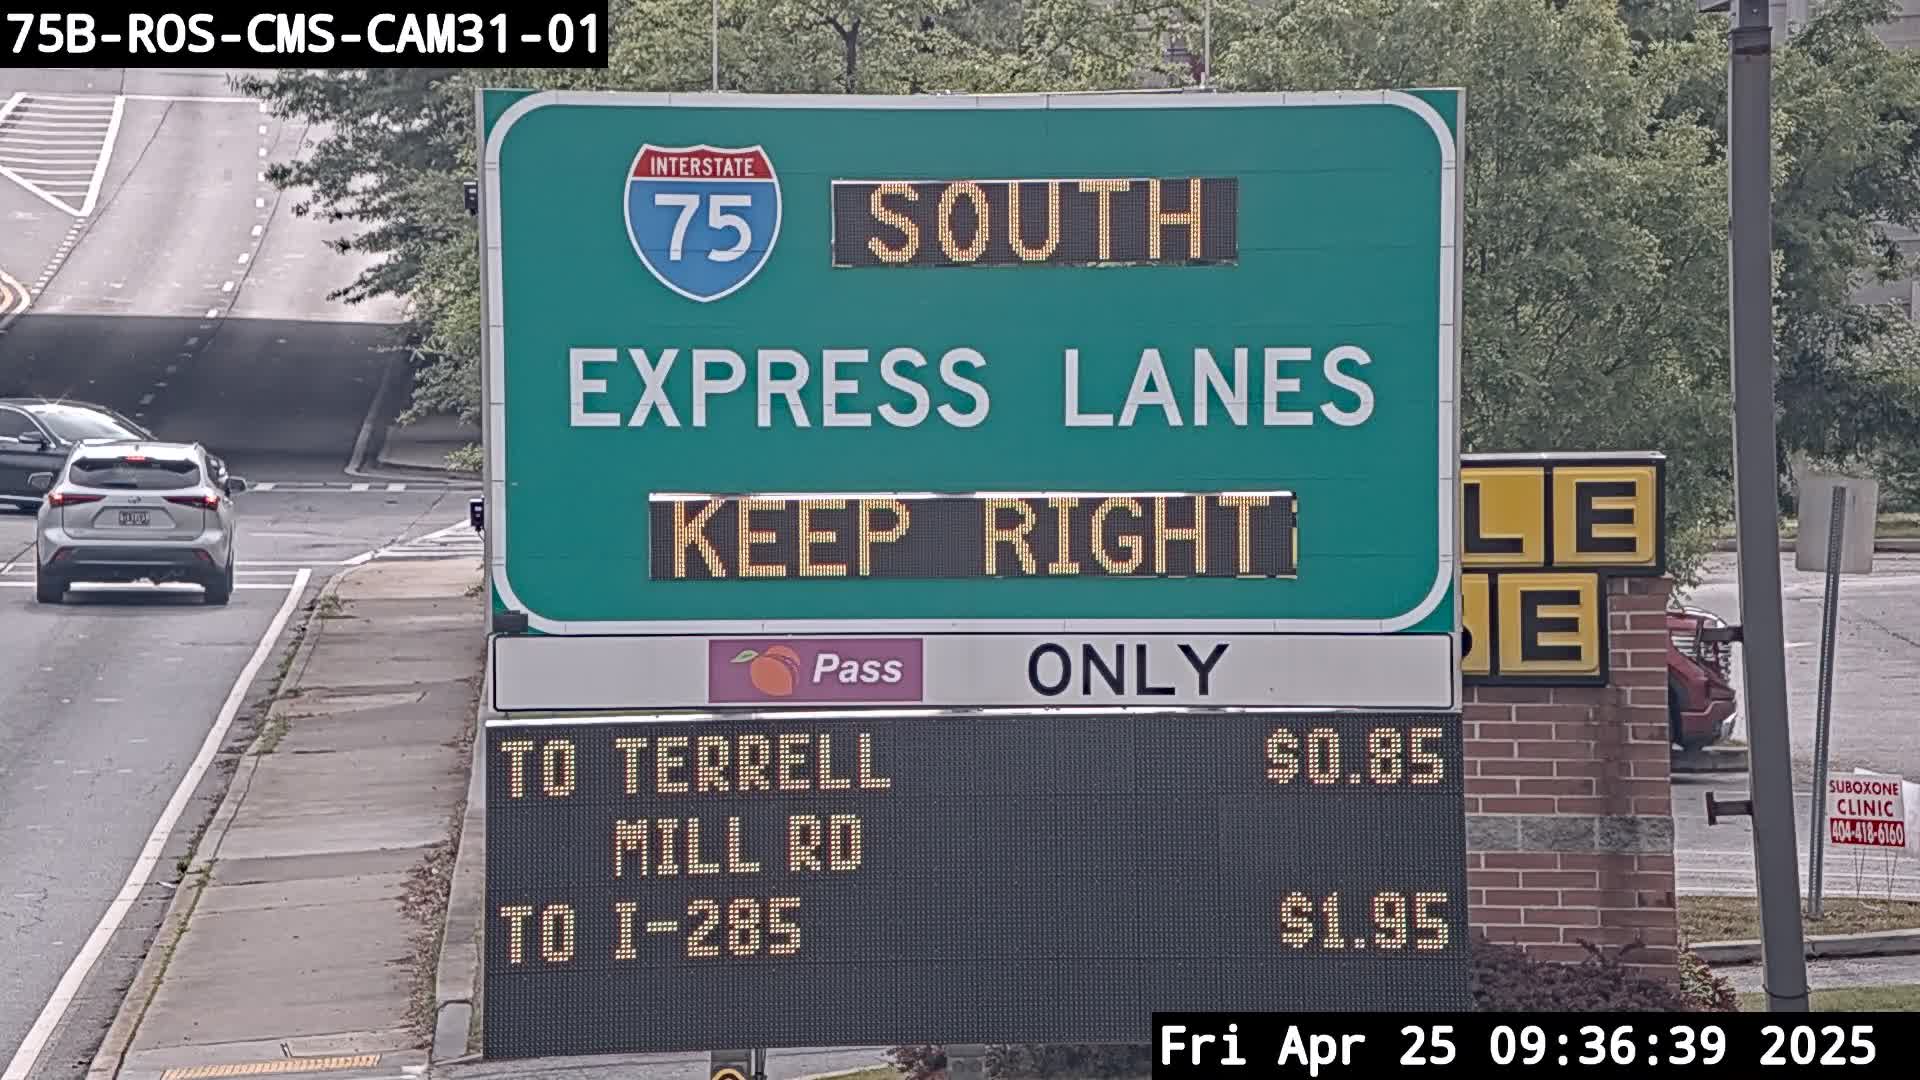 75B-ROS-CMS-CAM31-01
INTERSTATE
75
SOUTH
EXPRESS LANES
KEEP RIGHT
Pass ONLY
TO TERRELL $0.85
MILL RD
TO I-285 $1.95
LE
E
SUBOXONE
CLINIC
404-418-6160
Fri Apr 25 09:36:39 2025